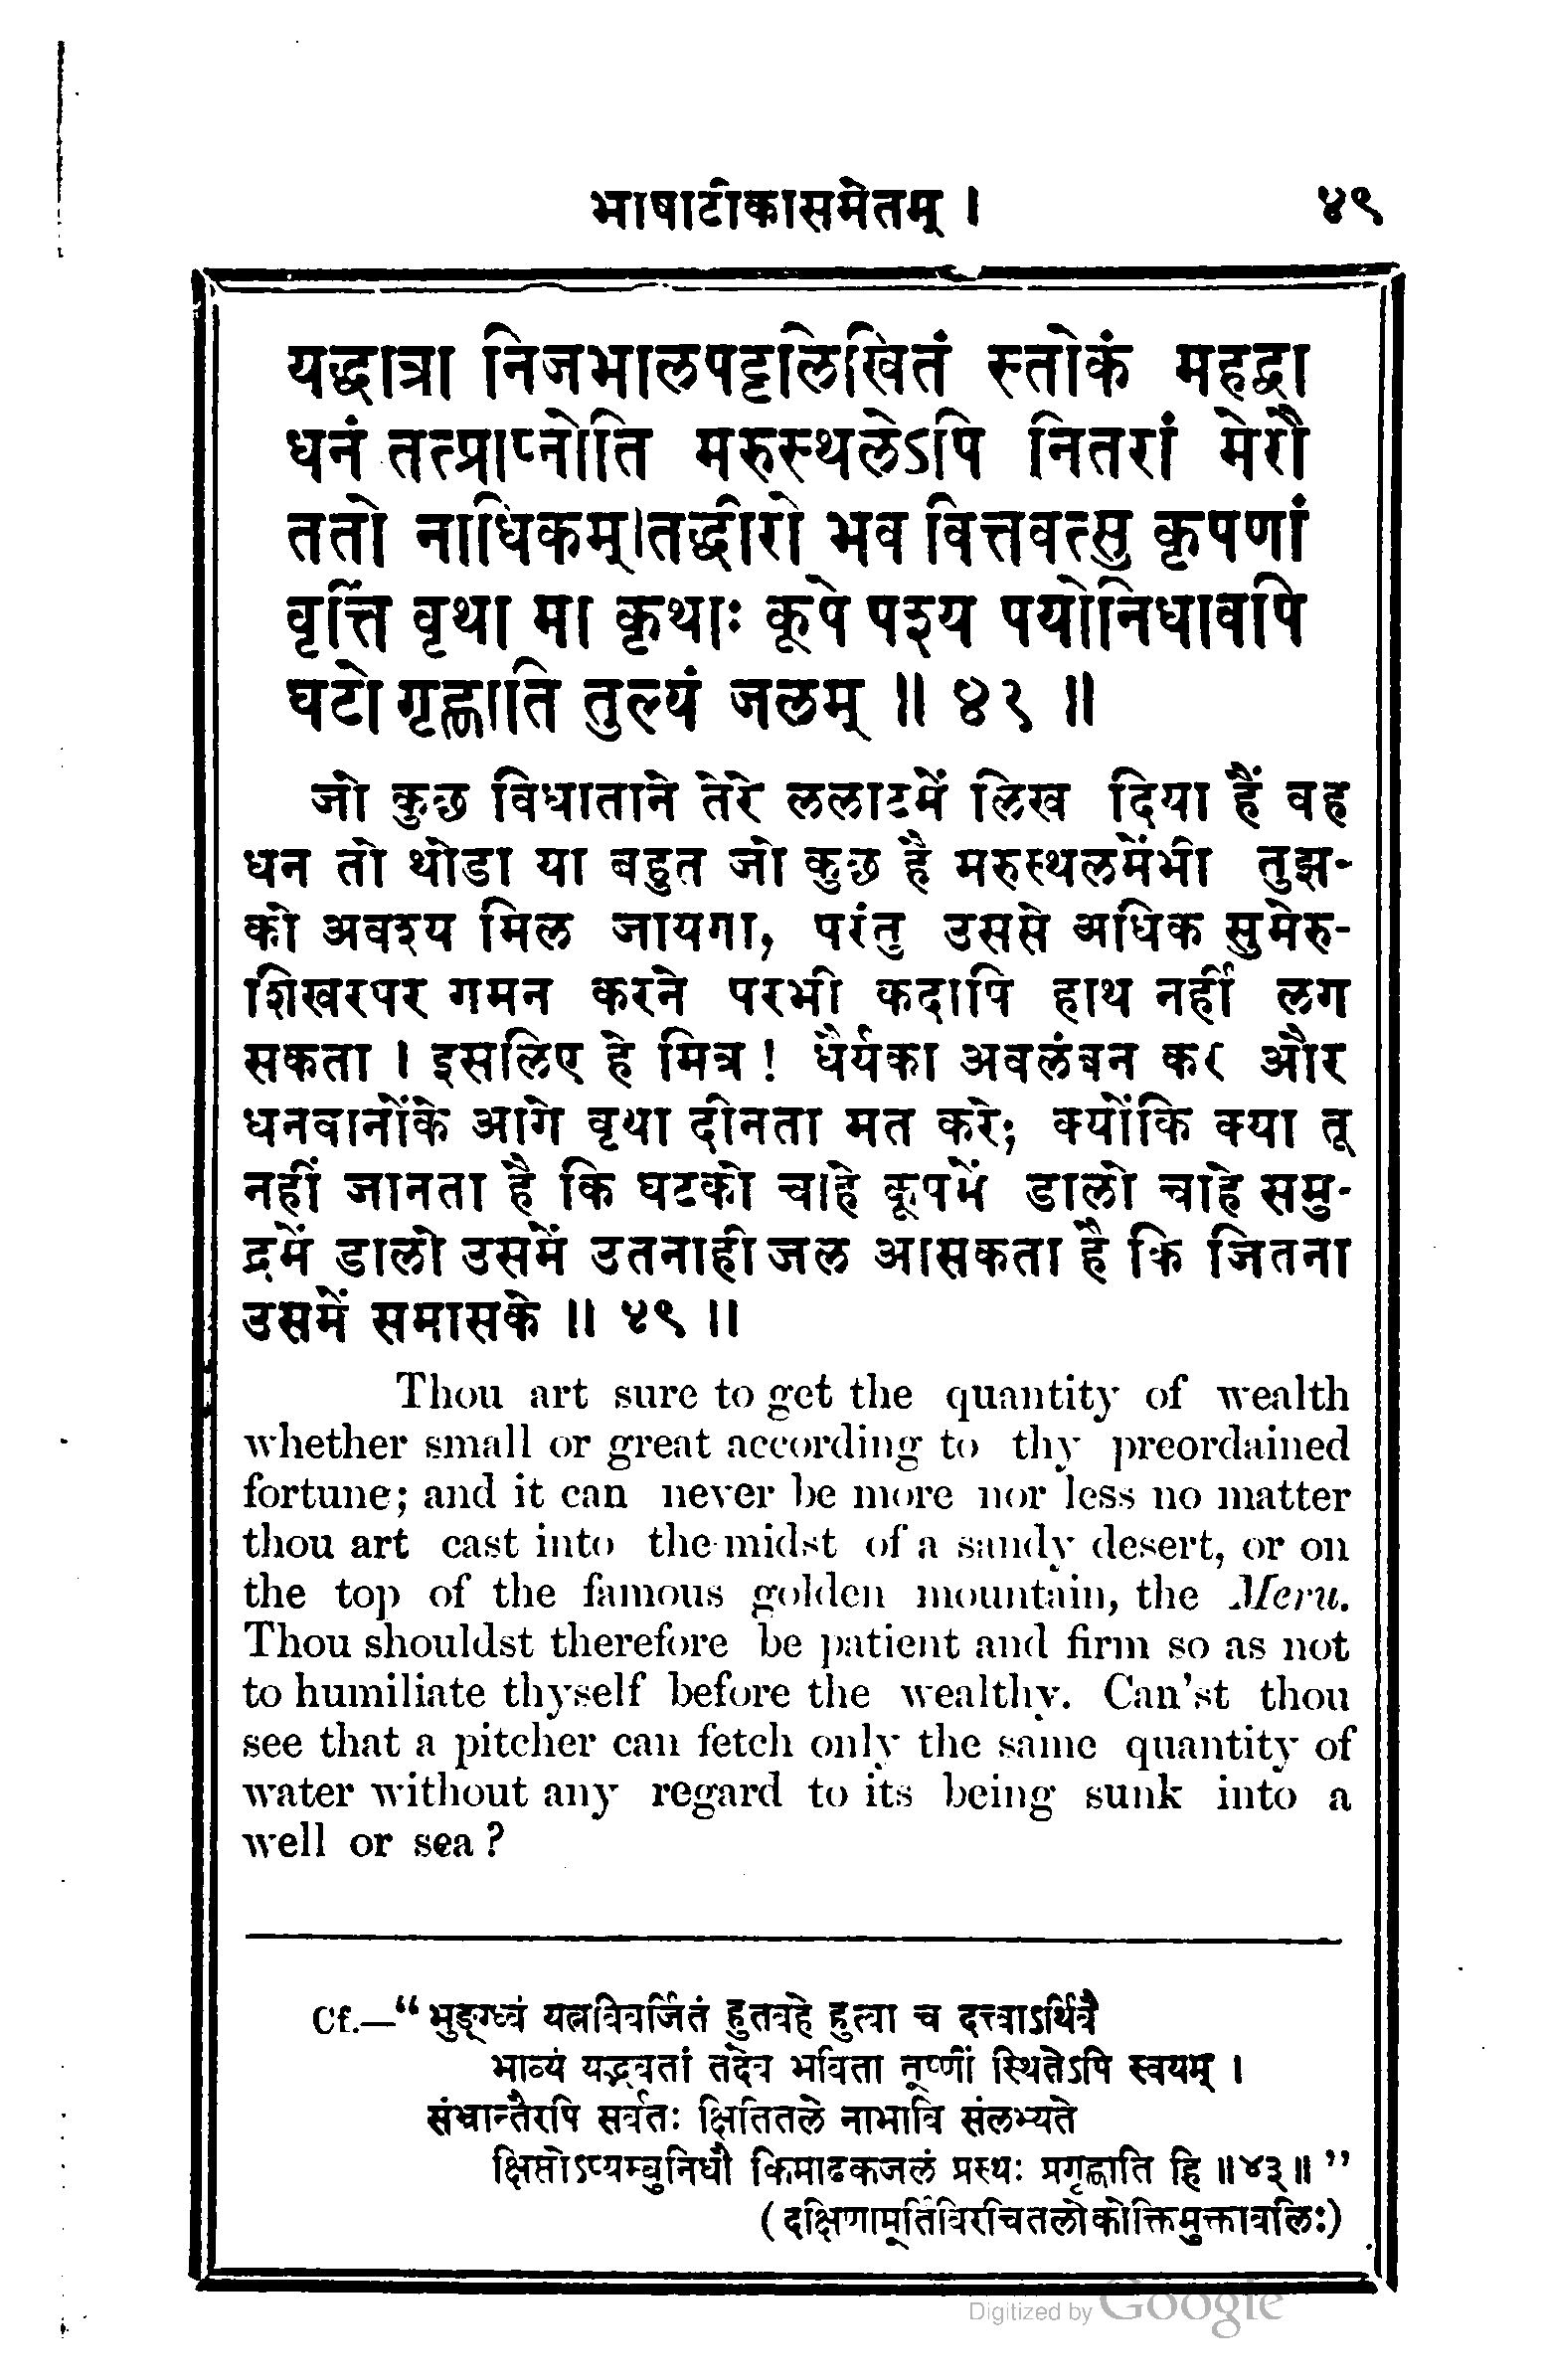 भाषाटीकासमेतम् । ४९
यद्धात्रा निजभालपट्टलिखितं स्तोकं महद्वा
धनं तत्प्राप्नोति मरुस्थलेऽपि नितरां मेरौ
ततो नाधिकम्।तद्धीरो भव वित्तवत्सु कृपणां
वृत्तिं वृथा मा कृथाः कूपे पश्य पयोनिधावपि
घटो गृह्णाति तुल्यं जलम् ॥ ४९ ॥
जो कुछ विधाताने तेरे ललाटमें लिख दिया हैं वह
धन तो थोडा या बहुत जो कुछ है मरुस्थलमेंभी तुझ-
को अवश्य मिल जायगा, परंतु उससे अधिक सुमेरु-
शिखरपर गमन करने परभी कदापि हाथ नहीं लग
सकता । इसलिए हे मित्र ! धैर्यका अवलंबन कर और
धनवानोंके आगे वृथा दीनता मत करे; क्योंकि क्या तू
नहीं जानता है कि घटको चाहे कूपमें डालो चाहे समु-
द्रमें डालो उसमें उतनाही जल आसकता है कि जितना
उसमें समासके ॥ ४९ ॥
Thou art sure to get the quantity of wealth
whether small or great according to thy preordained
fortune; and it can never be more nor less no matter
thou art cast into the midst of a sandy desert, or on
the top of the famous golden mountain, the Meru.
Thou shouldst therefore be patient and firm so as not
to humiliate thyself before the wealthy. Can'st thou
see that a pitcher can fetch only the same quantity of
water without any regard to its being sunk into a
well or sea?
Cf.—“ भुङ्ग्ध्वं यत्नविवर्जितं हुतवहे हुत्वा च दत्त्वाऽर्थिने
भाव्यं यद्भवतां तदेव भविता तूष्णीं स्थितेऽपि स्वयम् ।
संभ्रान्तैरपि सर्वतः क्षितितले नाभावि संलभ्यते
क्षिप्तोऽप्यम्बुनिधौ किमाढकजलं प्रस्थः प्रगृह्णाति हि ॥४३॥ ”
(दक्षिणामूर्तिविरचितलोकोक्तिमुक्तावलिः)
Digitized by Google